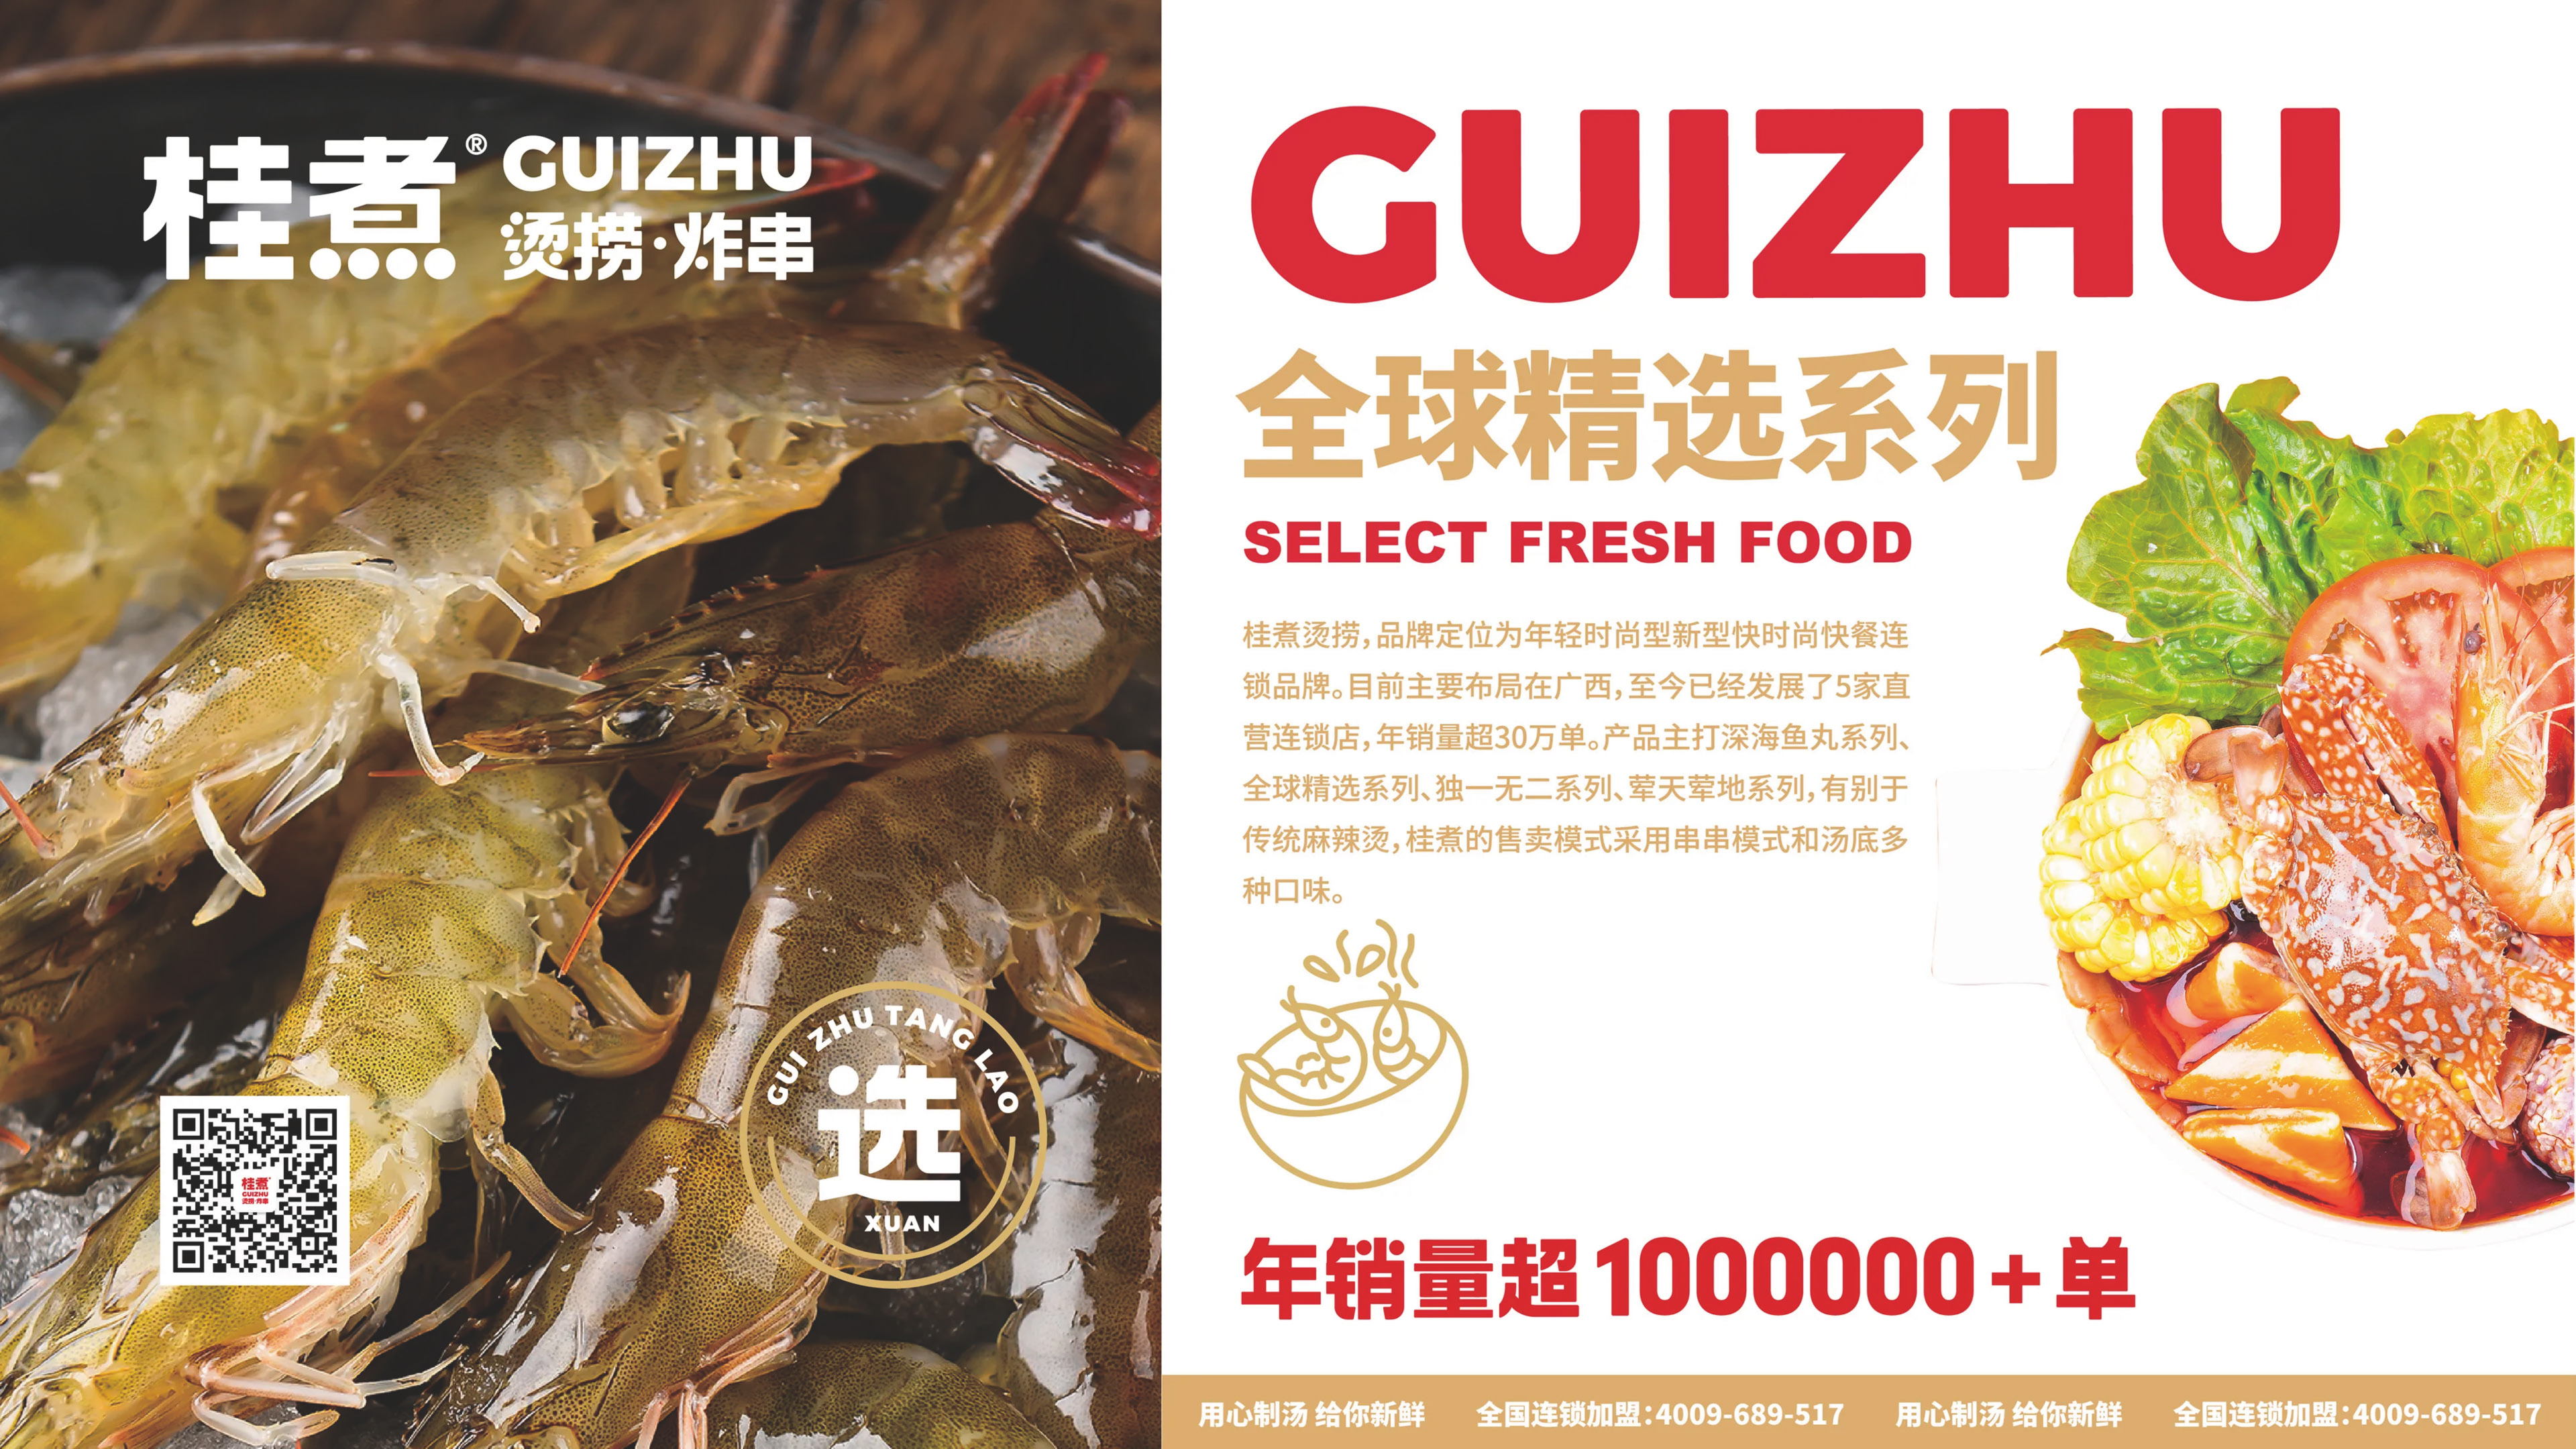 桂煮® GUIZHU
烫捞·炸串
GUI ZHU TANG LAO
选
XUAN
桂煮
GUIZHU
烫捞·炸串
GUIZHU
全球精选系列
SELECT FRESH FOOD
桂煮烫捞，品牌定位为年轻时尚型新型快时尚快餐连
锁品牌。目前主要布局在广西，至今已经发展了5家直
营连锁店，年销量超30万单。产品主打深海鱼丸系列、
全球精选系列、独一无二系列、荤天荤地系列，有别于
传统麻辣烫，桂煮的售卖模式采用串串模式和汤底多
种口味。
年销量超1000000+单
用心制汤 给你新鲜 全国连锁加盟：4009-689-517 用心制汤 给你新鲜 全国连锁加盟：4009-689-517